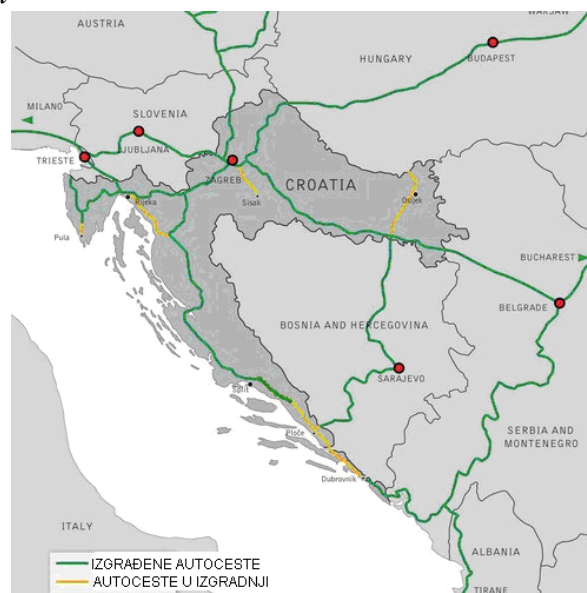 WARSAW
AUSTRIA
HUNGARY
BUDAPEST
MILANO
SLOVENIA
LJUBLJANA
TRIESTE
ZAGREB
CROATIA
Rijeka
Sisak
Osijek
Pula
BUCHAREST
BELGRADE
BOSNIA AND HERCEGOVINA
SARAJEVO
Split
Ploče
SERBIA AND
MONTENEGRO
Dubrovnik
ITALY
ALBANIA
TIRANE
IZGRAĐENE AUTOCESTE
AUTOCESTE U IZGRADNJI